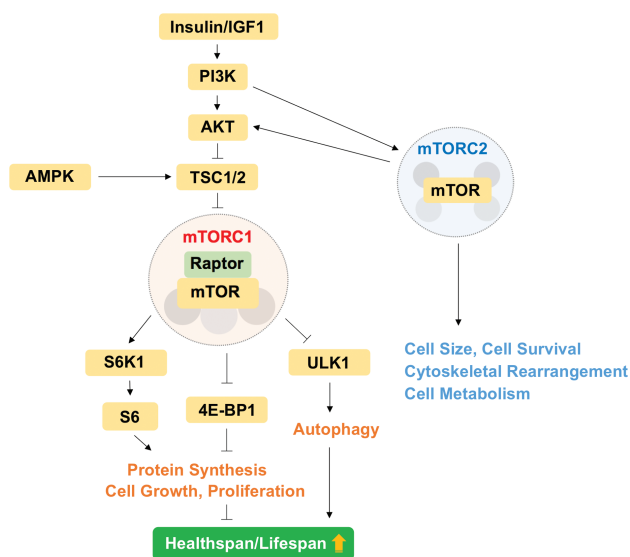 Insulin/IGF1
PI3K
AKT
mTORC2
AMPK
TSC1/2
mTOR
mTORC1
Raptor
mTOR
S6K1
ULK1
Cell Size, Cell Survival
Cytoskeletal Rearrangement
Cell Metabolism
S6
4E-BP1
Autophagy
Protein Synthesis
Cell Growth, Proliferation
Healthspan/Lifespan